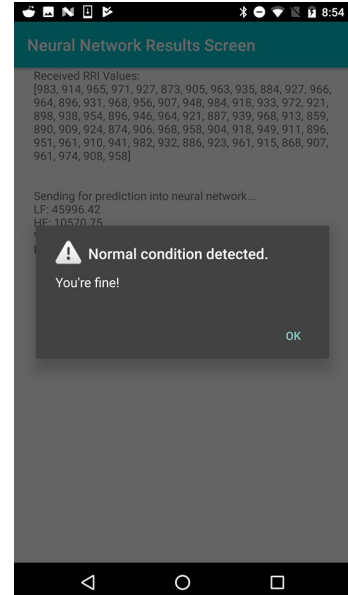 8:54
Neural Network Results Screen
Received RRI Values:
[983, 914, 965, 971, 927, 873, 905, 963, 935, 884, 927, 966,
964, 896, 931, 968, 956, 907, 948, 984, 918, 933, 972, 921,
898, 938, 954, 896, 946, 964, 921, 887, 939, 968, 913, 859,
890, 909, 924, 874, 906, 968, 958, 904, 918, 949, 911, 896,
951, 961, 910, 941, 982, 932, 886, 923, 961, 915, 868, 907,
961, 974, 908, 958]
Sending for prediction into neural network...
LF: 45996.42
HF: 10570.75
Normal condition detected.
You're fine!
OK